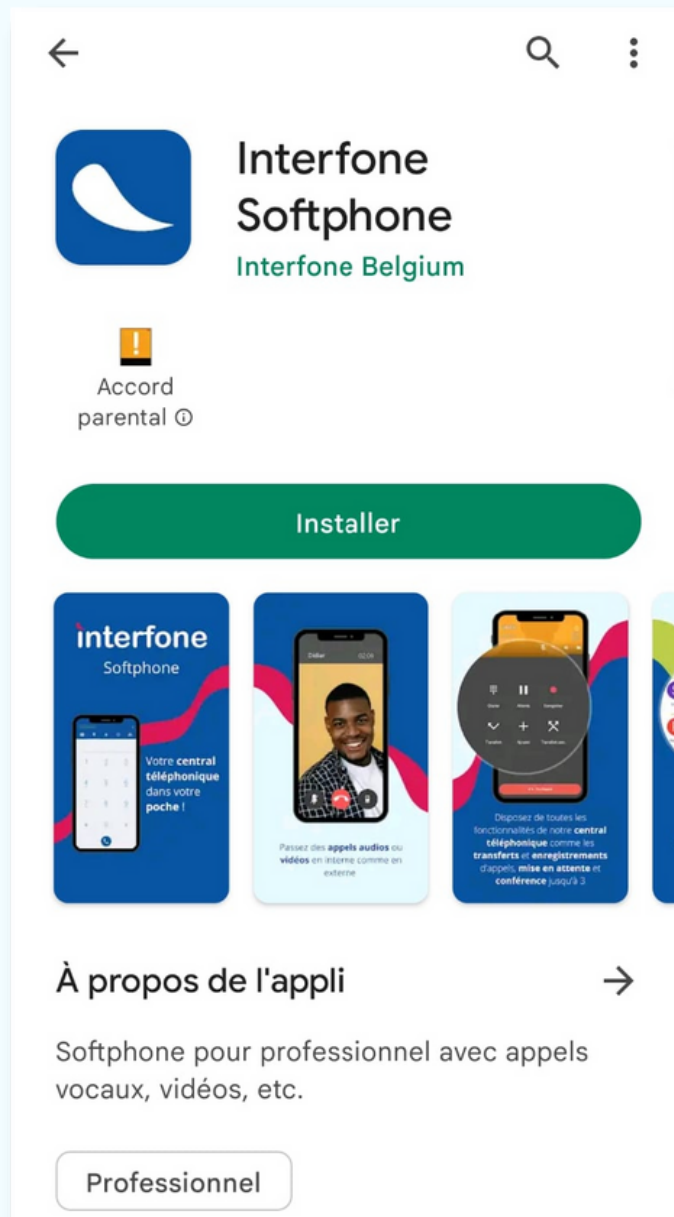 Interfone
Softphone
Interfone Belgium
!
Accord
parental
Installer
interfone
Softphone
Votre central
téléphonique
dans votre
poche !
02:06
Passez des appels audios ou
vidéos en interne comme en
externe
Disposez de toutes les
fonctionnalités de notre central
téléphonique comme les
transferts et enregistrements
d'appels, mise en attente et
conférence jusqu'à 3
À propos de l'appli
Softphone pour professionnel avec appels
vocaux, vidéos, etc.
Professionnel